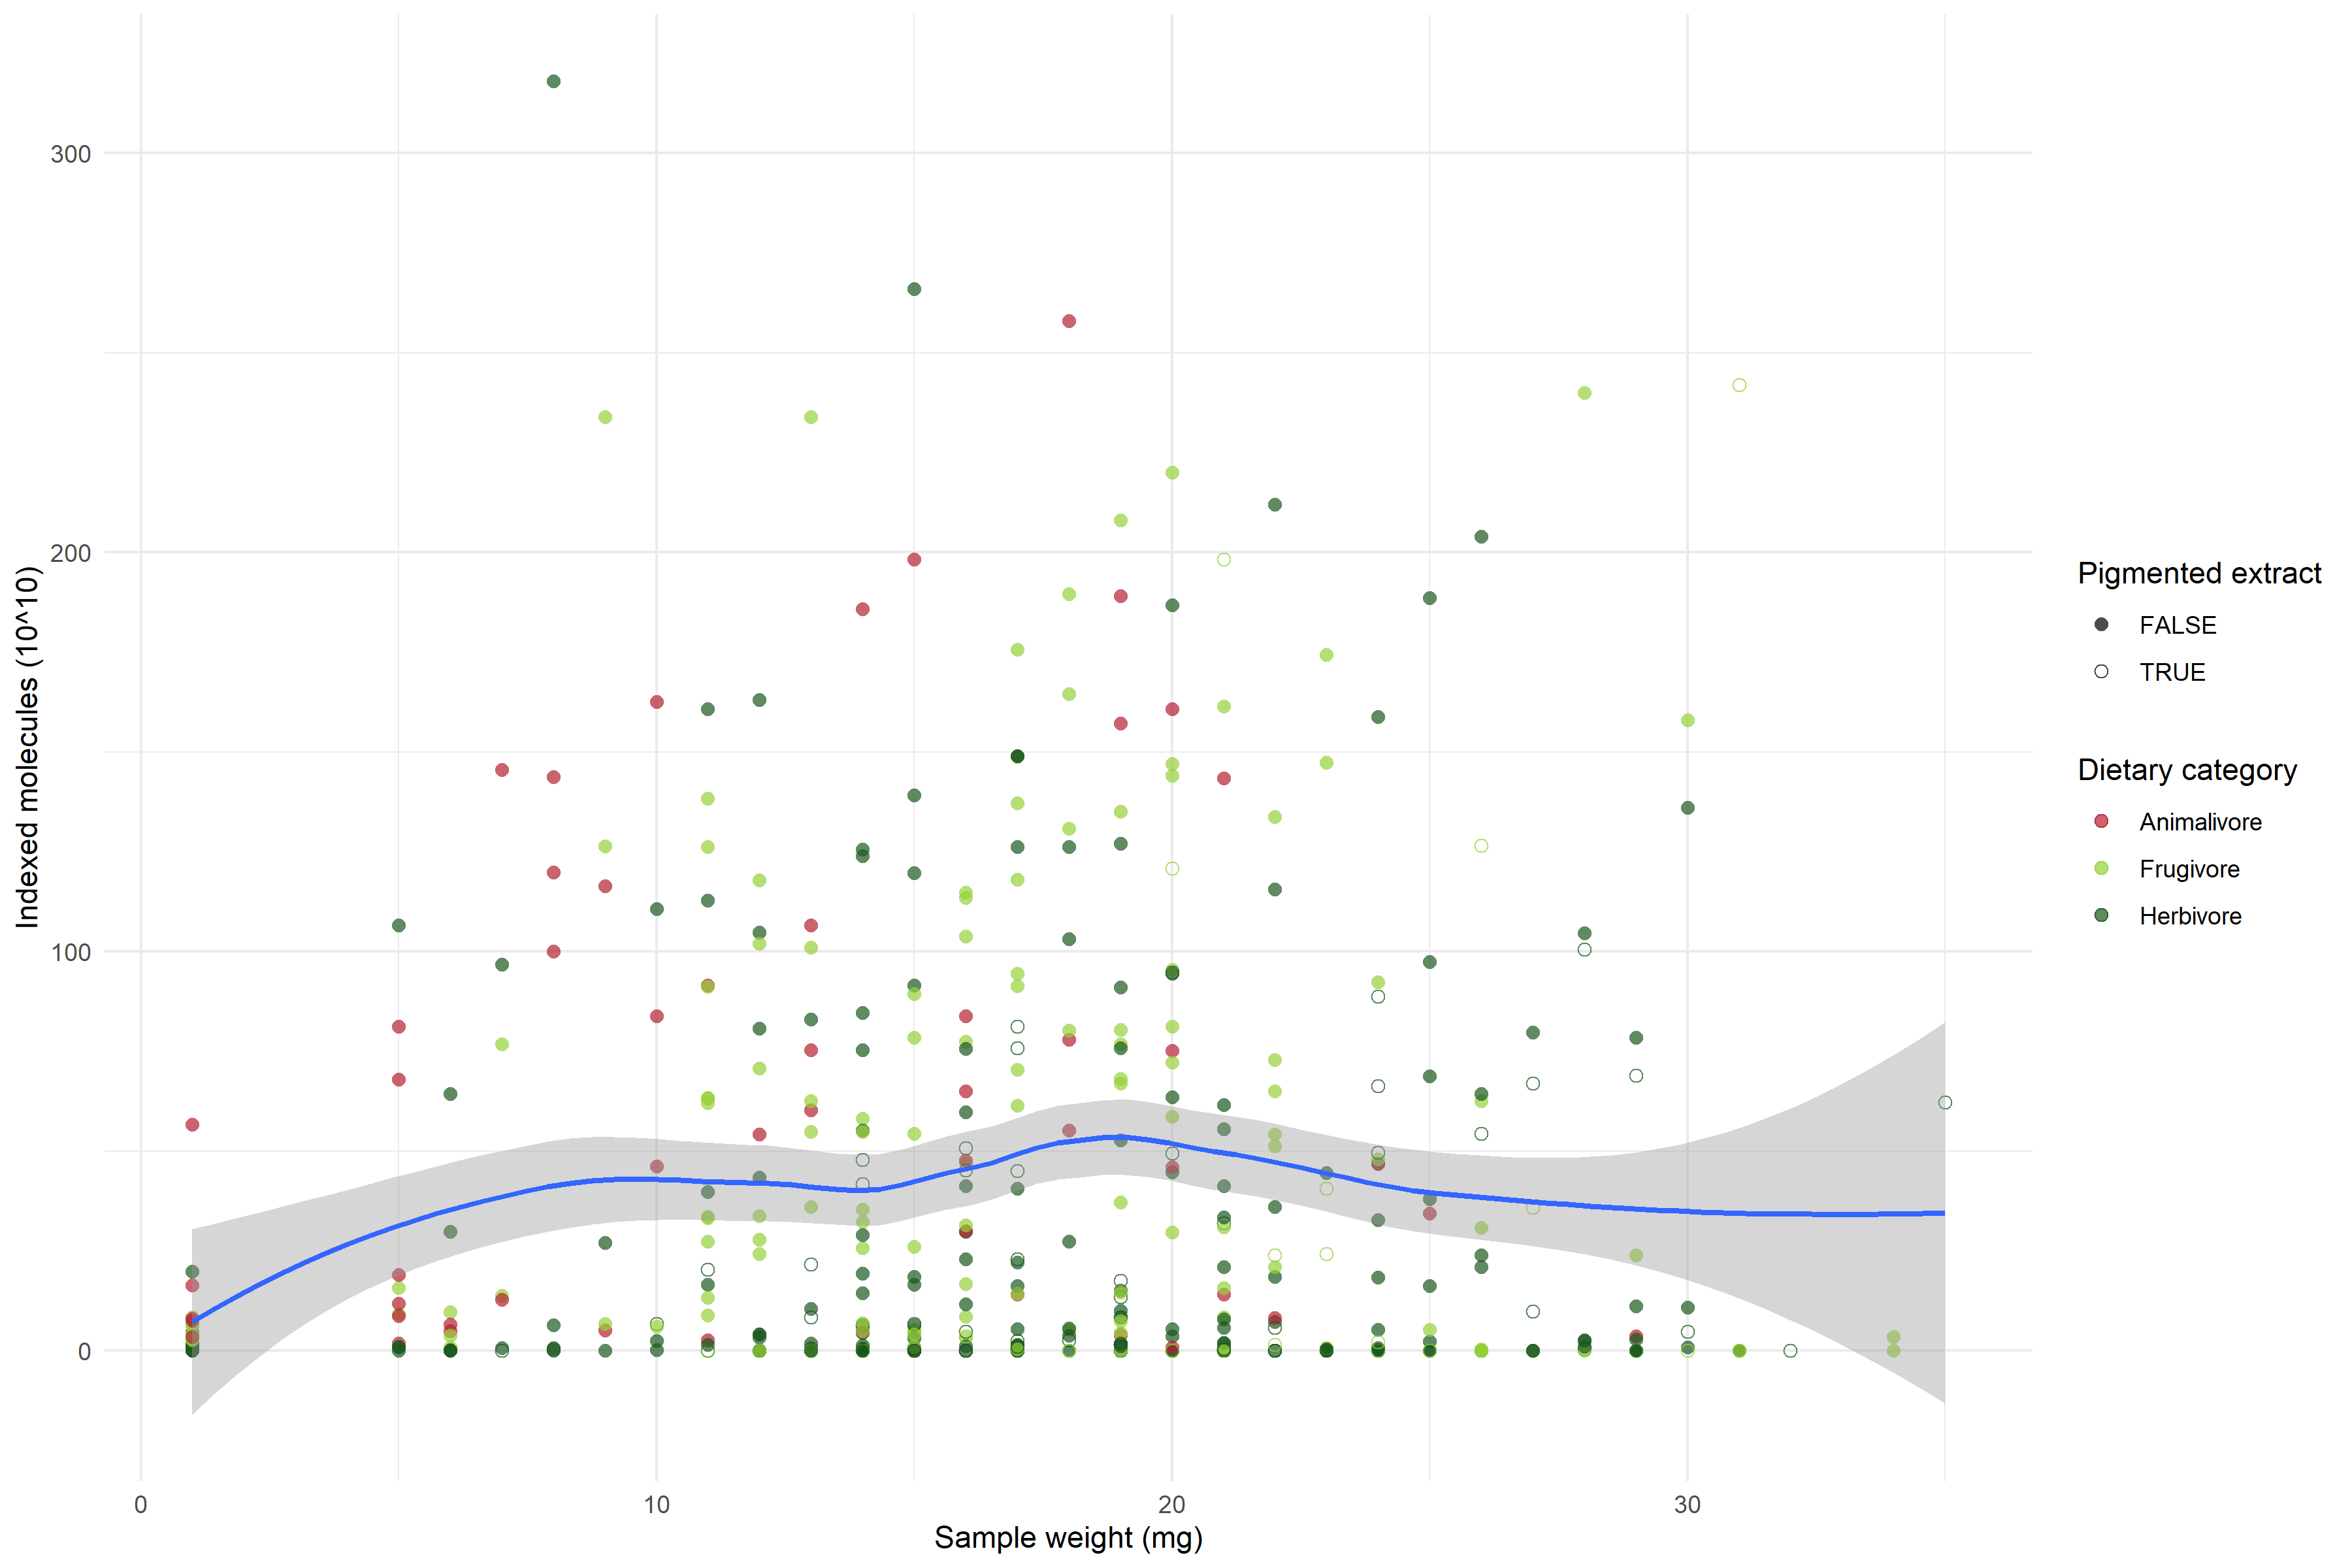 300
200
100
0
Indexed molecules (10^10)
0
10
20
30
Sample weight (mg)
Pigmented extract
FALSE
TRUE
Dietary category
Animalivore
Frugivore
Herbivore